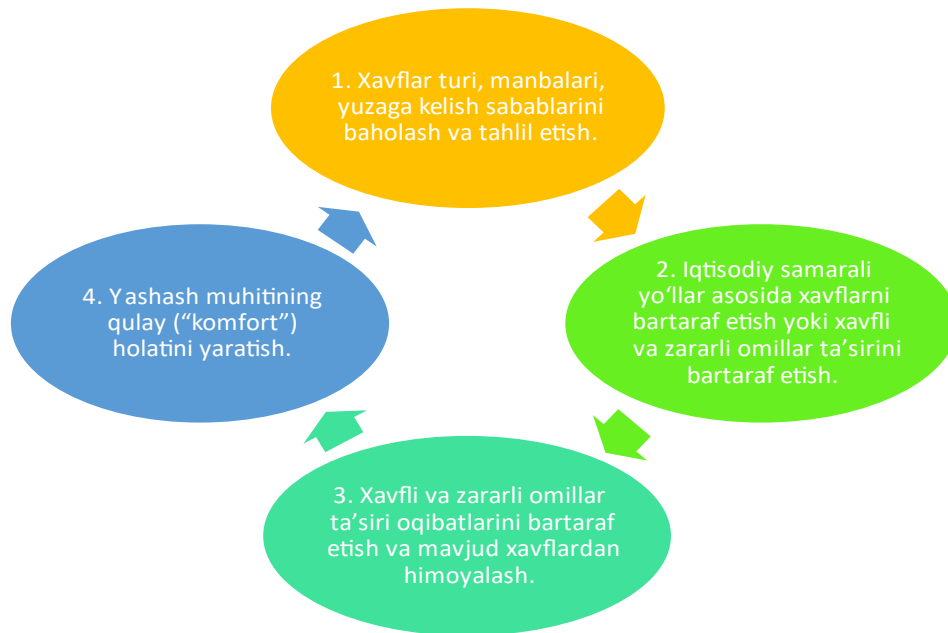 1. Xavflar turi, manbalari,
yuzaga kelish sabablarini
baholash va tahlil etish.
2. Iqtisodiy samarali
yo‘llar asosida xavflarni
bartaraf etish yoki xavfli
va zararli omillar ta’sirini
bartaraf etish.
3. Xavfli va zararli omillar
ta’siri oqibatlarini bartaraf
etish va mavjud xavflardan
himoyalash.
4. Yashash muhitining
qulay (“komfort”)
holatini yaratish.